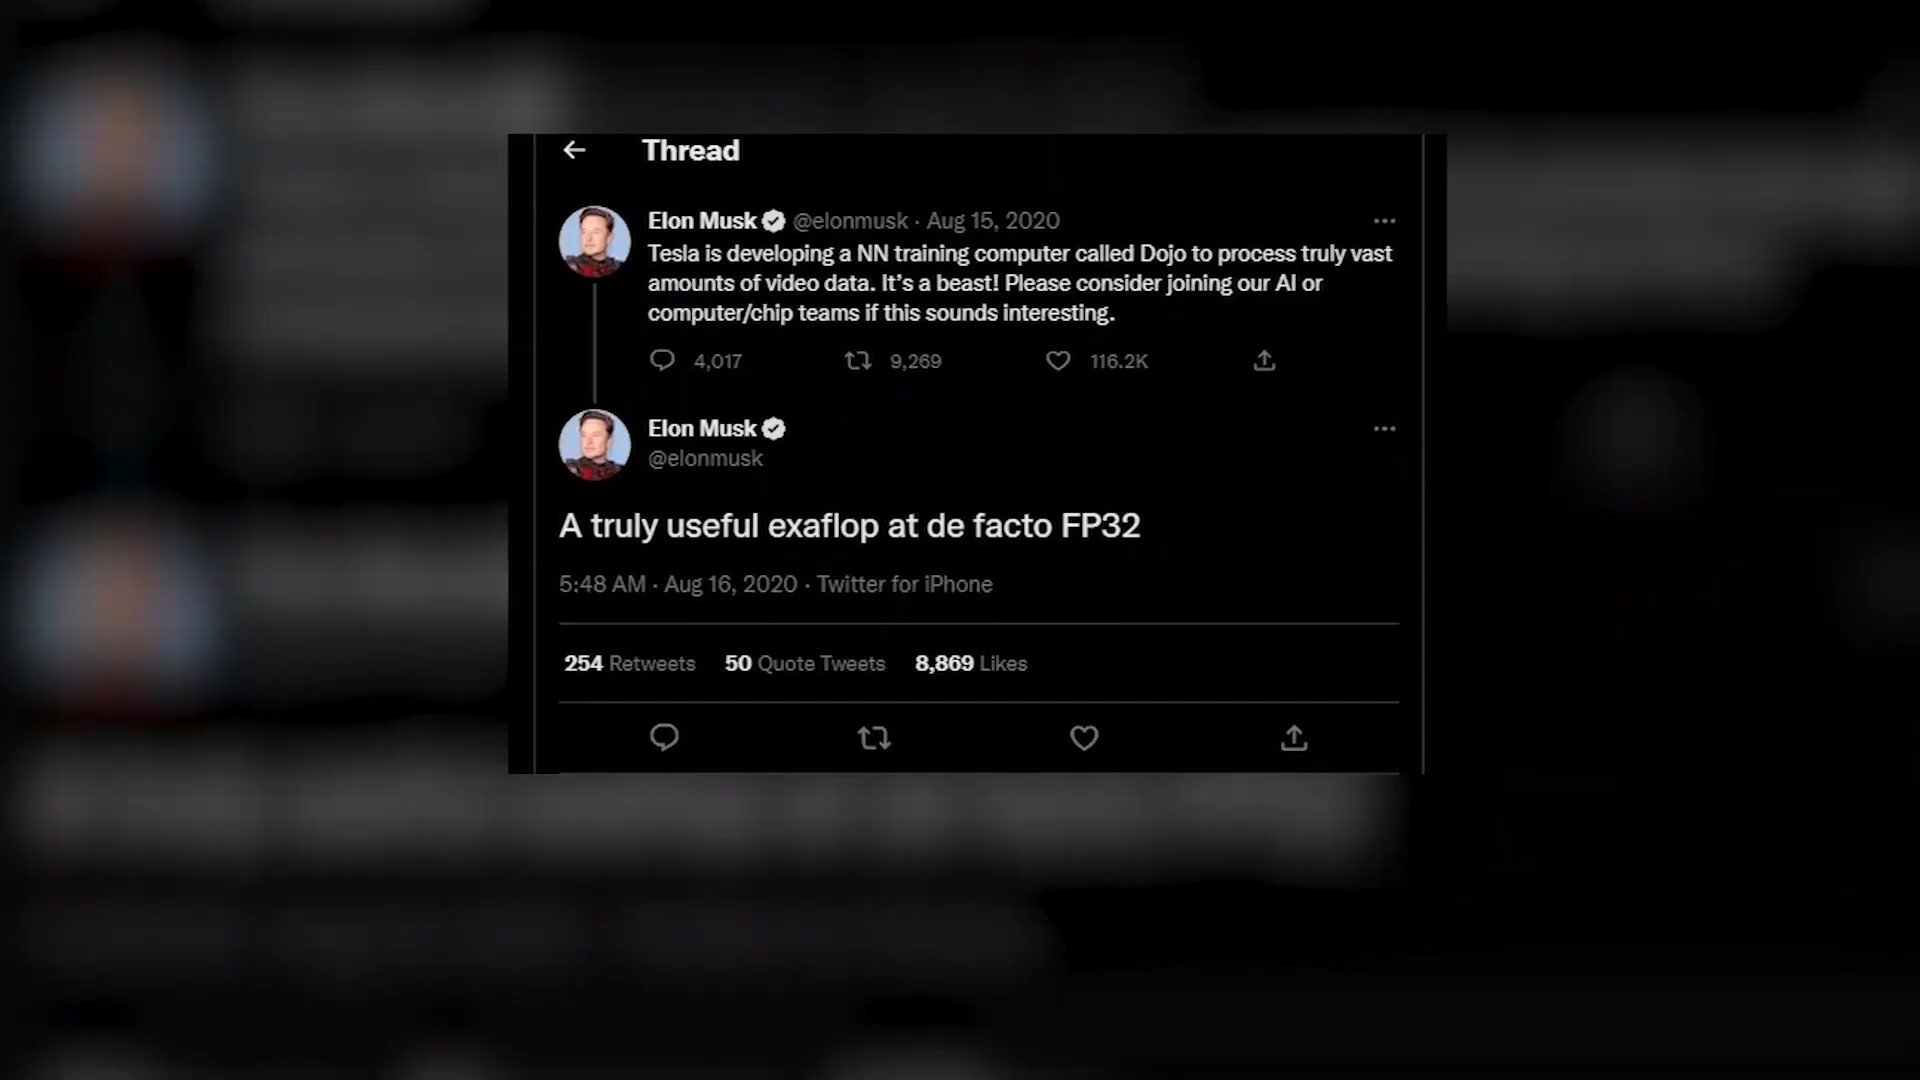 Thread
Elon Musk @elonmusk · Aug 15, 2020
Tesla is developing a NN training computer called Dojo to process truly vast
amounts of video data. It's a beast! Please consider joining our AI or
computer/chip teams if this sounds interesting.
4,017 9,269 116.2K
Elon Musk
@elonmusk
A truly useful exaflop at de facto FP32
5:48 AM · Aug 16, 2020 · Twitter for iPhone
254 Retweets 50 Quote Tweets 8,869 Likes